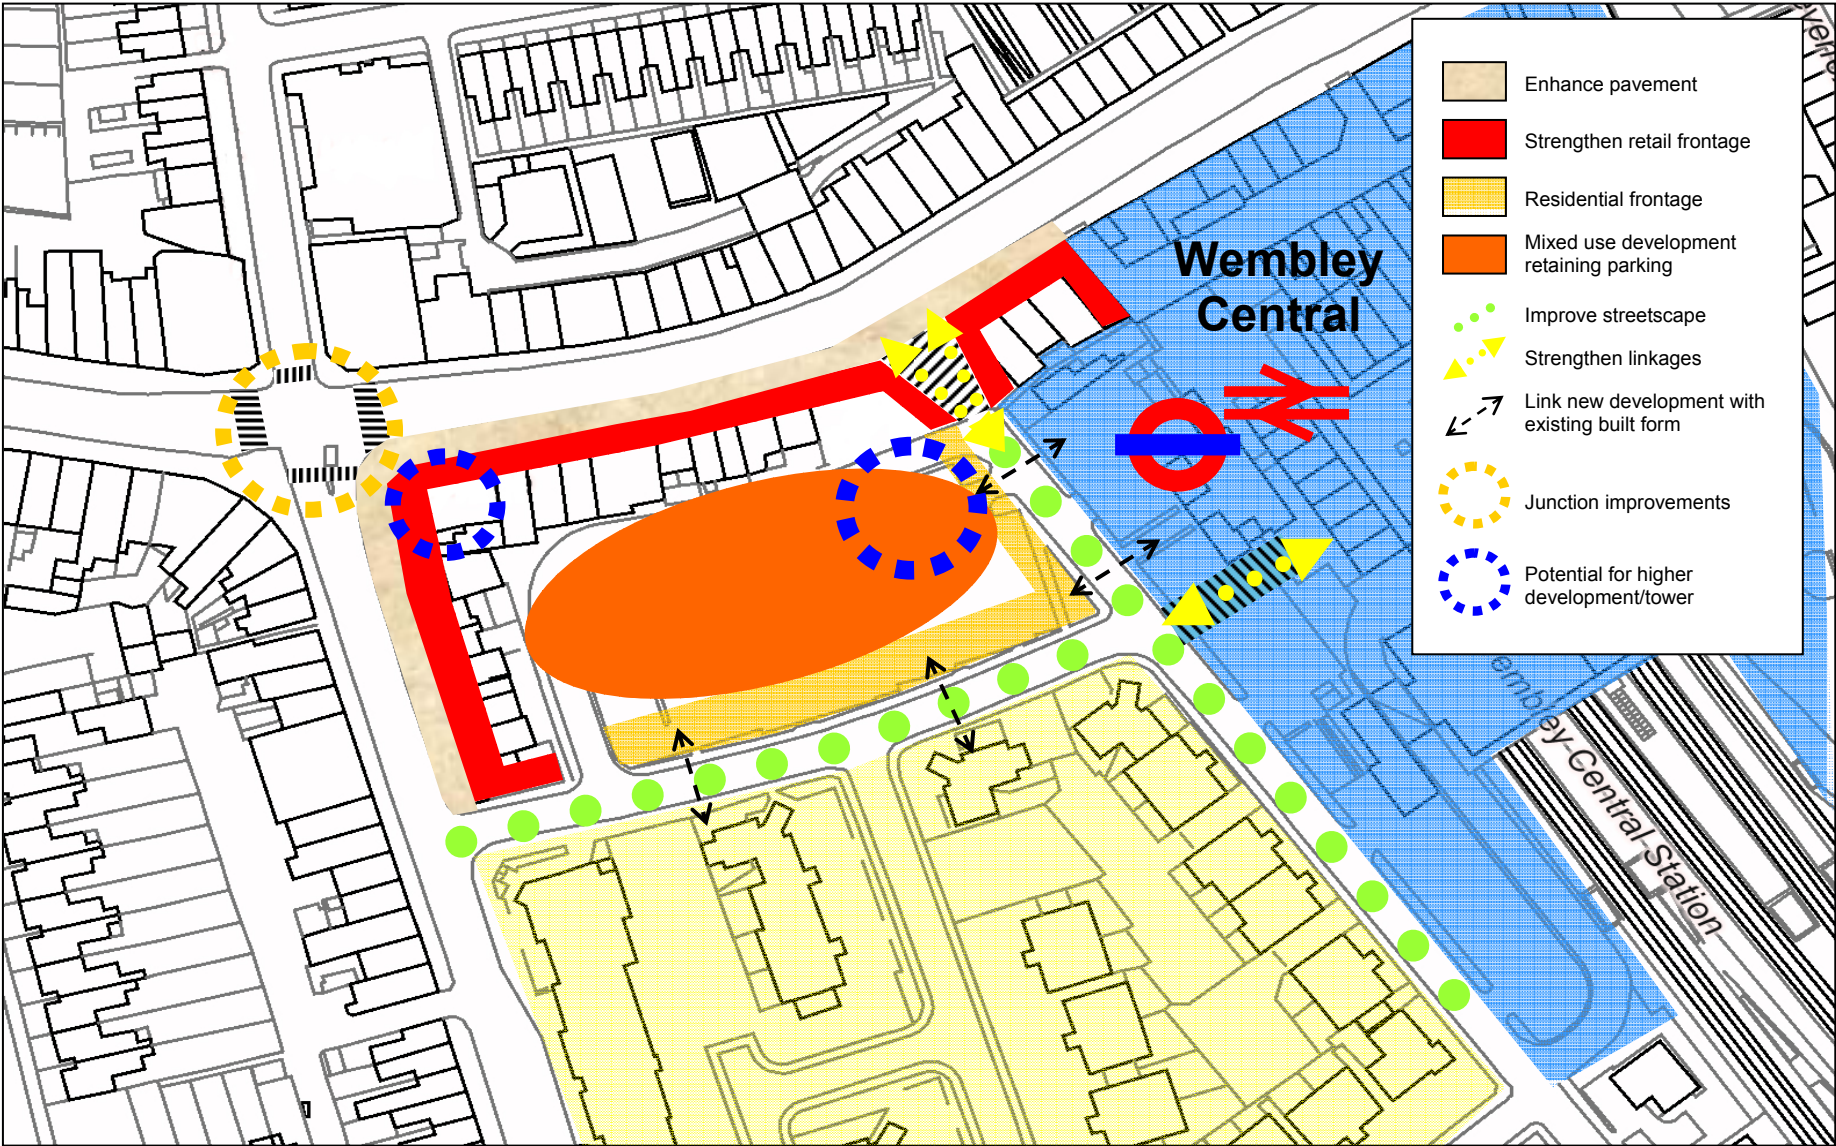 Wembley
Central
Enhance pavement
Strengthen retail frontage
Residential frontage
Mixed use development
retaining parking
Improve streetscape
Strengthen linkages
Link new development with
existing built form
Junction improvements
Potential for higher
development/tower
embley Central Station